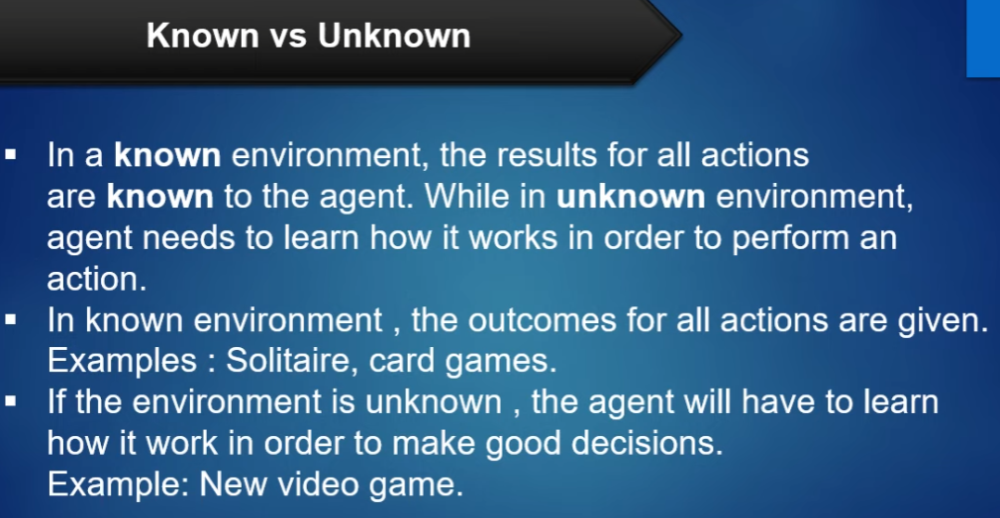 Known vs Unknown
▪ In a known environment, the results for all actions
are known to the agent. While in unknown environment,
agent needs to learn how it works in order to perform an
action.
▪ In known environment , the outcomes for all actions are given.
Examples : Solitaire, card games.
▪ If the environment is unknown , the agent will have to learn
how it work in order to make good decisions.
Example: New video game.